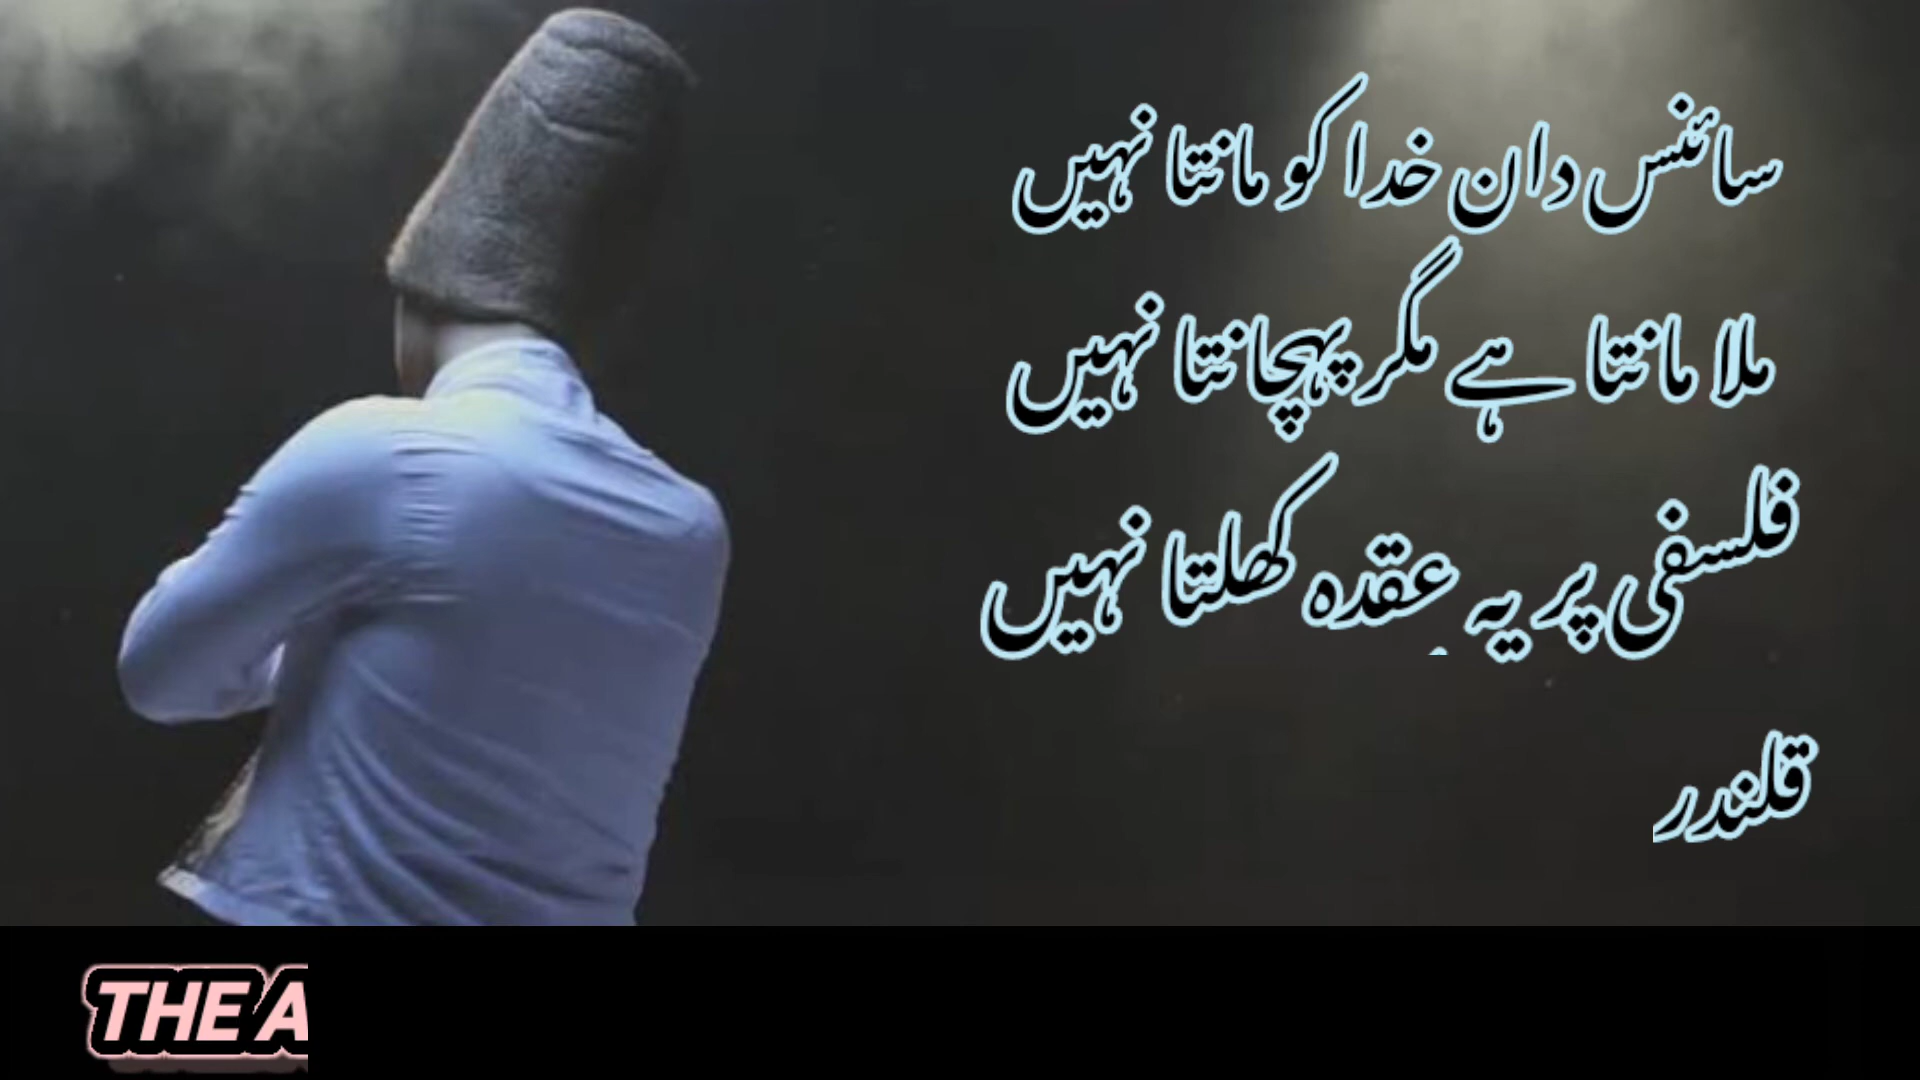 سائنس دان خدا کو مانتا نہیں
ملا مانتا ہے مگر پہچانتا نہیں
فلسفی پر یہ عقدہ کھلتا نہیں
قلندر
THE A